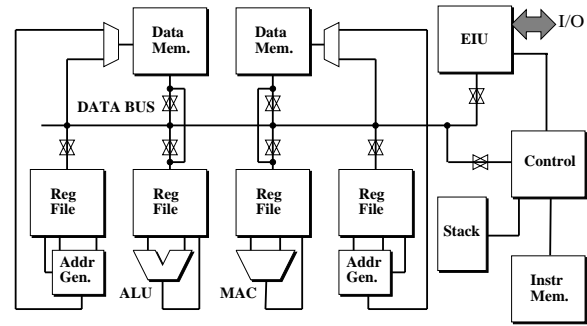 Data
Mem.
Data
Mem.
EIU
I/O
DATA BUS
Control
Reg
File
Reg
File
Reg
File
Reg
File
Stack
Addr
Gen.
Addr
Gen.
ALU
MAC
Instr
Mem.